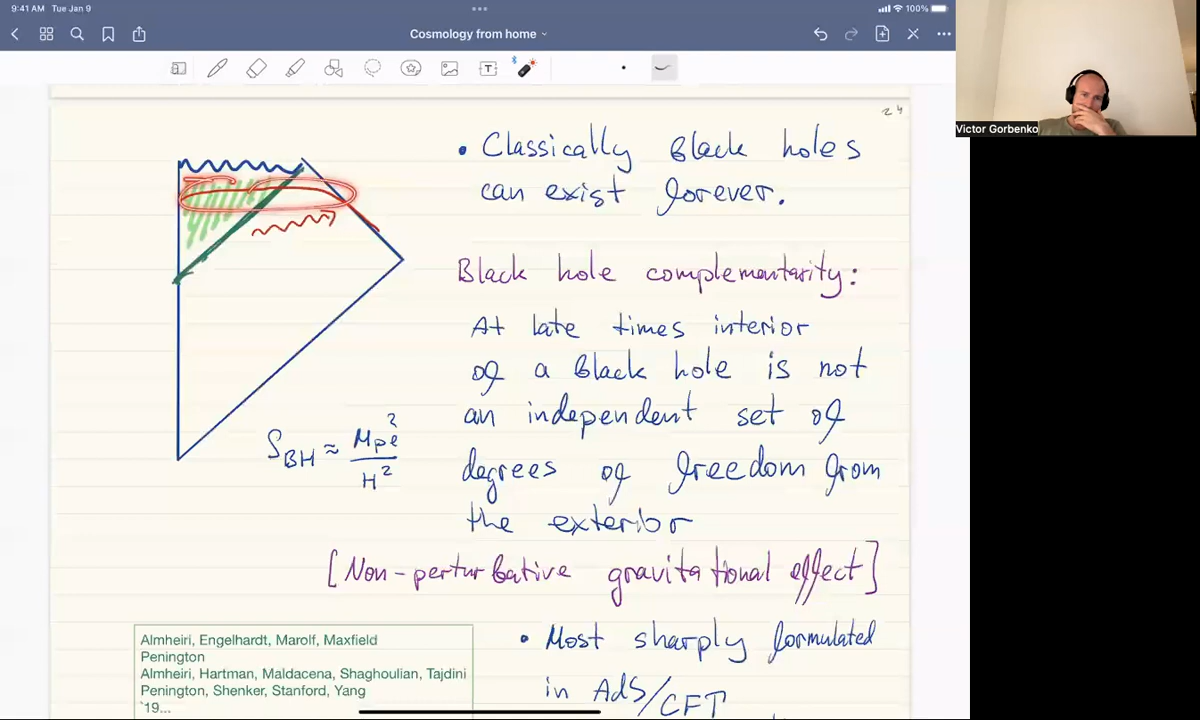 9:41 AM Tue Jan 9
100%
Cosmology from home
Victor Gorbenko
24
• Classically Black holes
can exist forever.
Black hole complementarity:
At late times interior
of a Black hole is not
an independent set of
degrees of freedom from
the exterior
S_BH ≈ Mpl²/H²
[Non-perturbative gravitational effect]
Almheiri, Engelhardt, Marolf, Maxfield
Penington
Almheiri, Hartman, Maldacena, Shaghoulian, Tajdini
Penington, Shenker, Stanford, Yang
`19...
• Most sharply formulated
in AdS/CFT